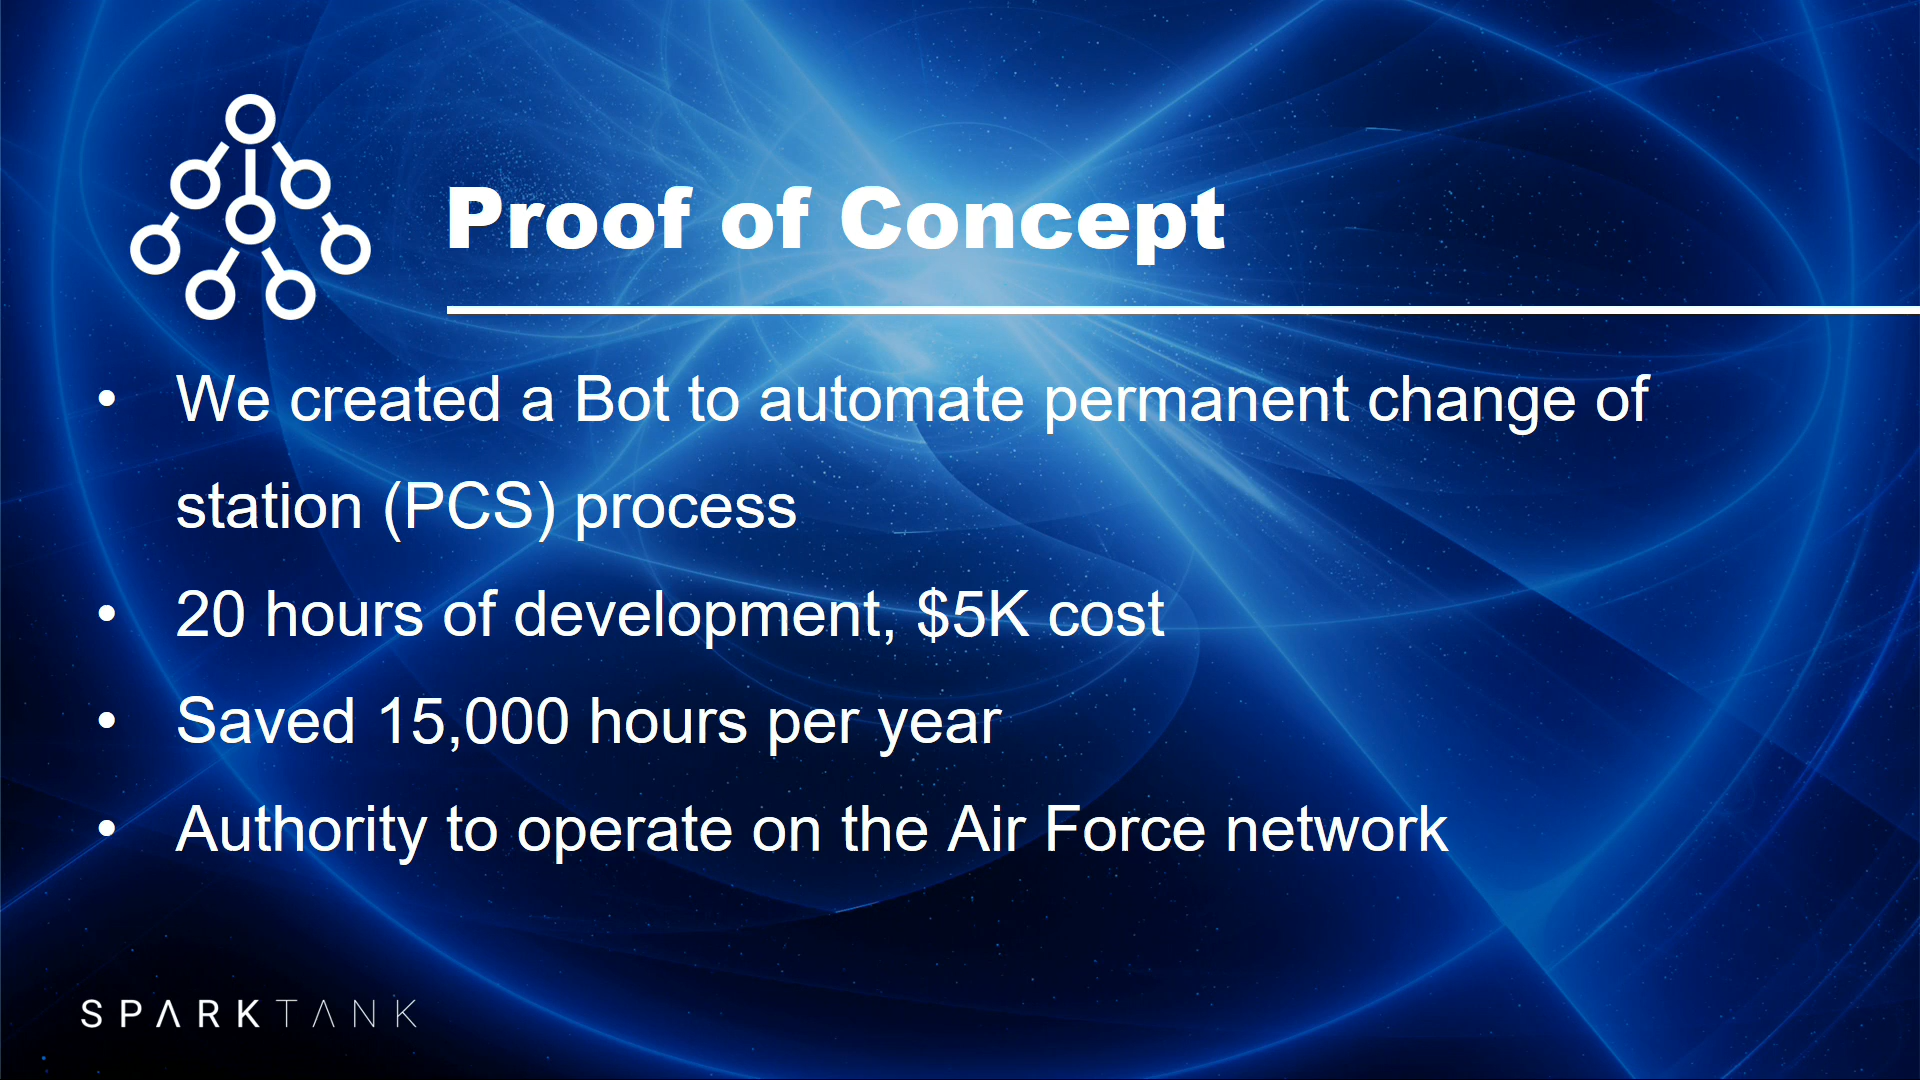 Proof of Concept
• We created a Bot to automate permanent change of
station (PCS) process
• 20 hours of development, $5K cost
• Saved 15,000 hours per year
• Authority to operate on the Air Force network
SPARKTANK